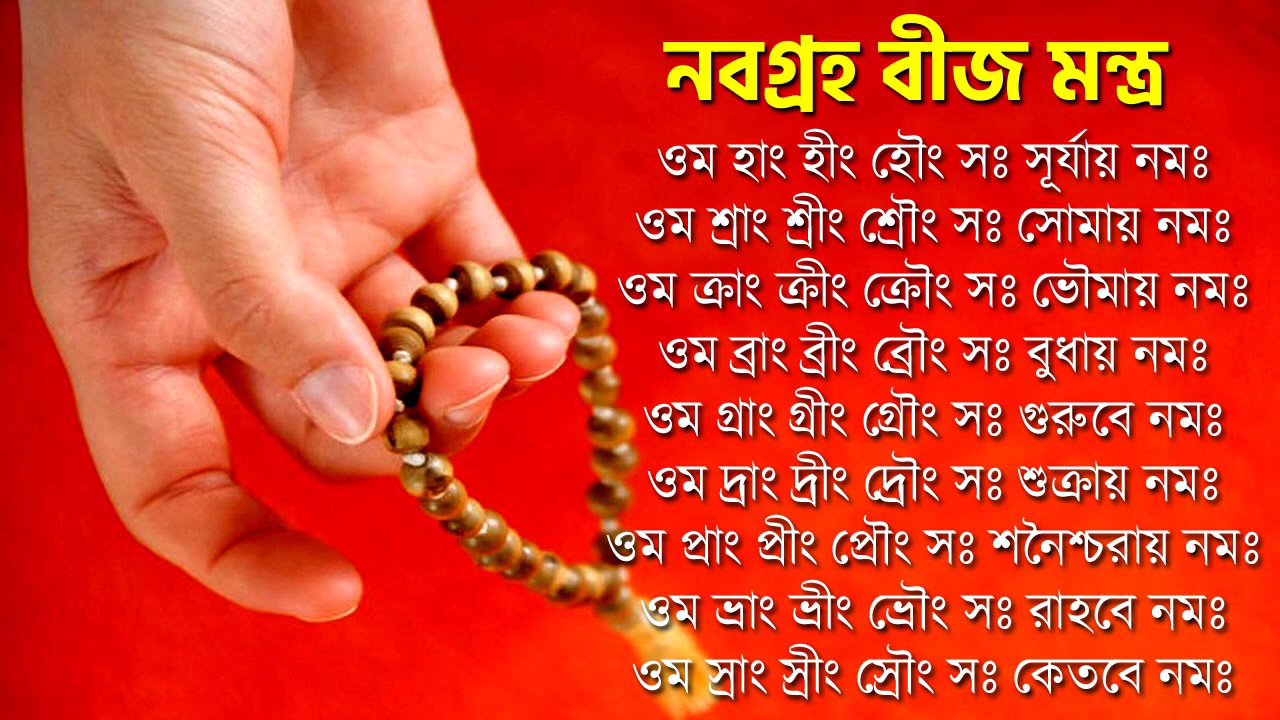 নবগ্রহ বীজ মন্ত্র
ওম হাং হীং হৌং সঃ সূর্যায় নমঃ
ওম শ্রাং শ্রীং শ্রৌং সঃ সোমায় নমঃ
ওম ক্রাং ক্রীং ক্রৌং সঃ ভৌমায় নমঃ
ওম ব্রাং ব্রীং ব্রৌং সঃ বুধায় নমঃ
ওম গ্রাং গ্রীং গ্রৌং সঃ গুরুবে নমঃ
ওম দ্রাং দ্রীং দ্রৌং সঃ শুক্রায় নমঃ
ওম প্রাং প্রীং প্রৌং সঃ শনৈশ্চরায় নমঃ
ওম ভ্রাং ভ্রীং ভ্রৌং সঃ রাহবে নমঃ
ওম স্রাং স্রীং স্রৌং সঃ কেতবে নমঃ